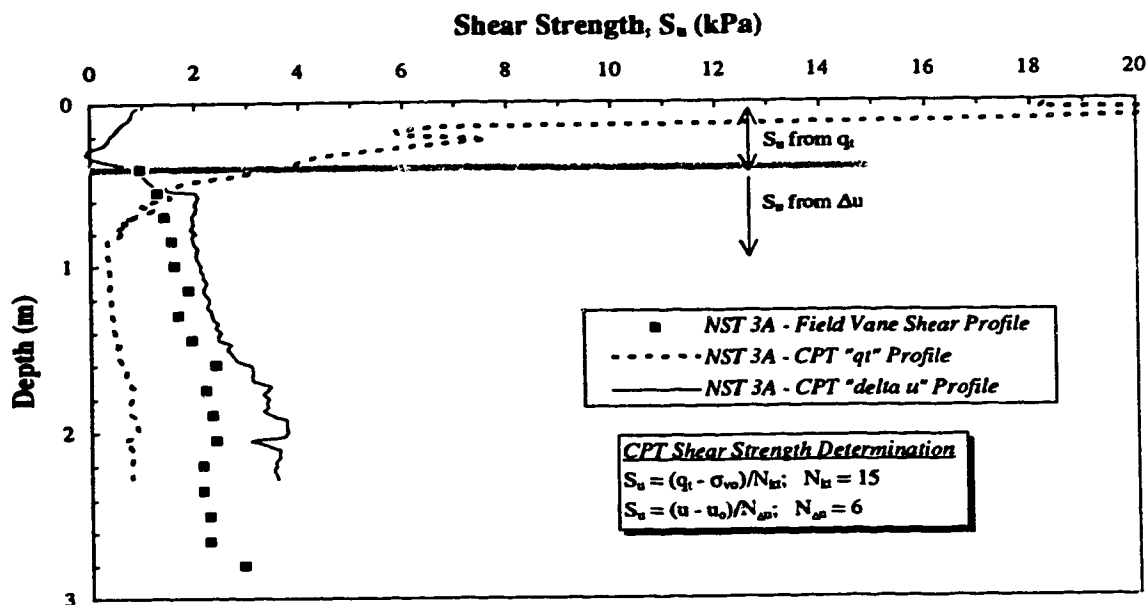 Shear Strength, Su (kPa)
0 2 4 6 8 10 12 14 16 18 20
0
1
2
3
Depth (m)
Su from qt
Su from Δu
NST 3A - Field Vane Shear Profile
NST 3A - CPT "qt" Profile
NST 3A - CPT "delta u" Profile
CPT Shear Strength Determination
Su = (qt - σvo)/Nkt; Nkt = 15
Su = (u - uo)/NΔu; NΔu = 6